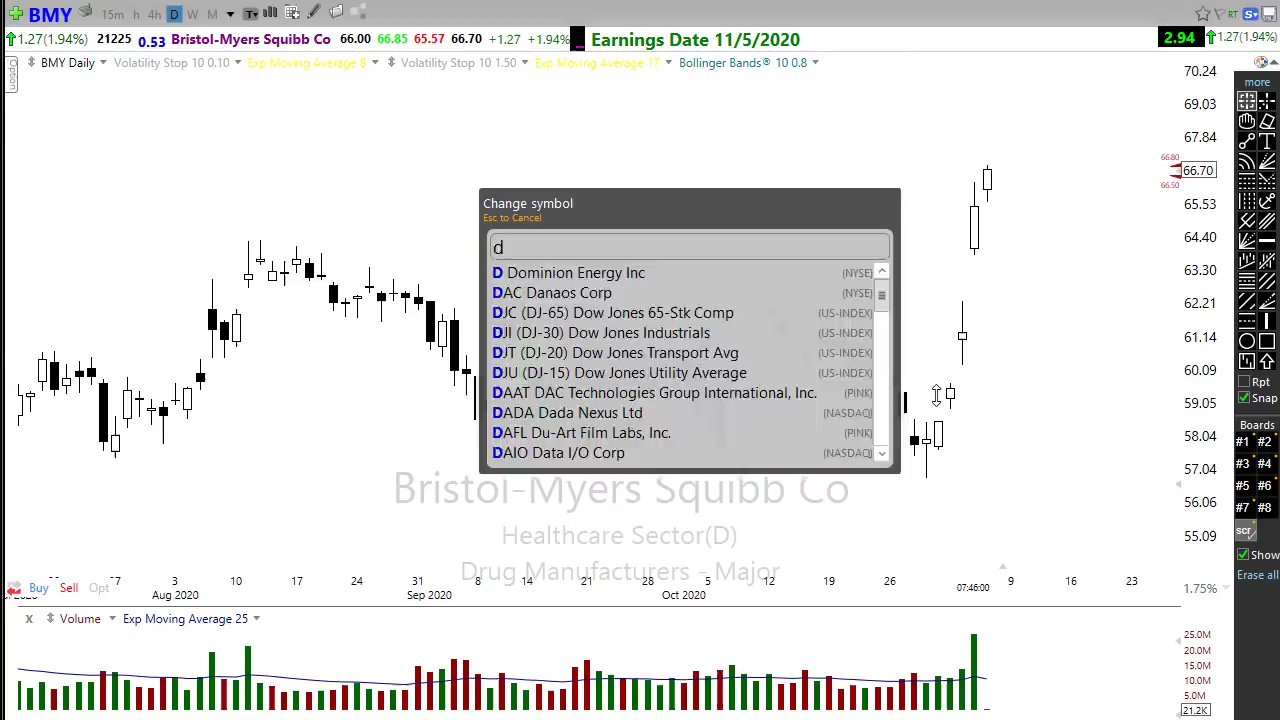 BMY 15m h 4h D W M T RT S
1.27(1.94%) 21225 0.53 Bristol-Myers Squibb Co 66.00 66.85 65.57 66.70 +1.27 +1.94% Earnings Date 11/5/2020 2.94 1.27(1.94%)
Option BMY Daily Volatility Stop 10 0.10 Exp Moving Average 8 Volatility Stop 10 1.50 Exp Moving Average 17 Bollinger Bands® 10 0.8
70.24
more
69.03
67.84
66.80
66.70
66.50
65.53
64.40
63.30
62.21
61.14
60.09
59.05
58.04
57.04
56.06
55.09
Change symbol
Esc to Cancel
d
D Dominion Energy Inc (NYSE)
DAC Danaos Corp (NYSE)
DJC (DJ-65) Dow Jones 65-Stk Comp (US-INDEX)
DJI (DJ-30) Dow Jones Industrials (US-INDEX)
DJT (DJ-20) Dow Jones Transport Avg (US-INDEX)
DJU (DJ-15) Dow Jones Utility Average (US-INDEX)
DAAT DAC Technologies Group International, Inc. (PINK)
DADA Dada Nexus Ltd (NASDAQ)
DAFL Du-Art Film Labs, Inc. (PINK)
DAIO Data I/O Corp (NASDAQ)
Rpt
Snap
Boards
#1 #2
#3 #4
#5 #6
#7 #8
scr
Show
Erase all
Bristol-Myers Squibb Co
Healthcare Sector(D)
Drug Manufacturers - Major
Buy Sell Opt
3 10 17 24 31 8 14 21 28 5 12 19 26 9 16 23
Aug 2020 Sep 2020 Oct 2020 07:46:00 1.75%
X Volume Exp Moving Average 25
25.0M
20.0M
15.0M
10.0M
5.0M
21.2K